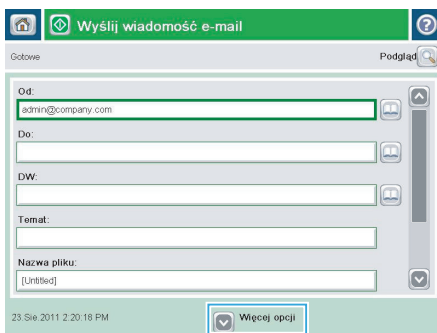 Wyślij wiadomość e-mail
?
Gotowe
Podgląd
Od:
admin@company.com
Do:
DW:
Temat:
Nazwa pliku:
[Untitled]
23.Sie.2011 2:20:18 PM
Więcej opcji